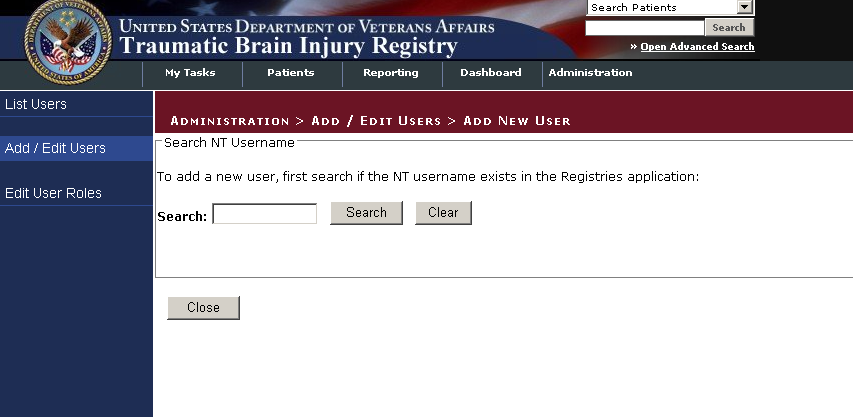 Search Patients
UNITED STATES DEPARTMENT OF VETERANS AFFAIRS
Traumatic Brain Injury Registry
Search
» Open Advanced Search
My Tasks Patients Reporting Dashboard Administration
List Users
Add / Edit Users
Edit User Roles
ADMINISTRATION > ADD / EDIT USERS > ADD NEW USER
Search NT Username
To add a new user, first search if the NT username exists in the Registries application:
Search: Search Clear
Close